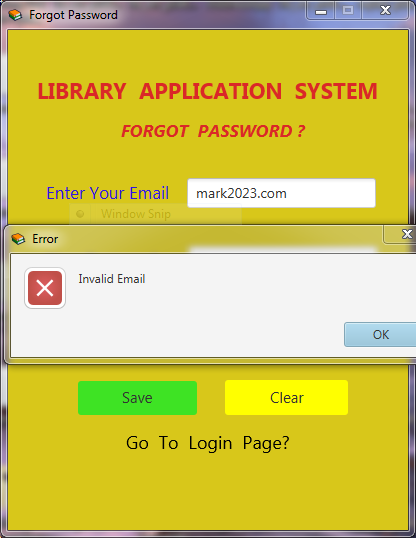 Forgot Password
LIBRARY APPLICATION SYSTEM
FORGOT PASSWORD ?
Enter Your Email mark2023.com
Window Snip
Error
Invalid Email
OK
Save Clear
Go To Login Page?